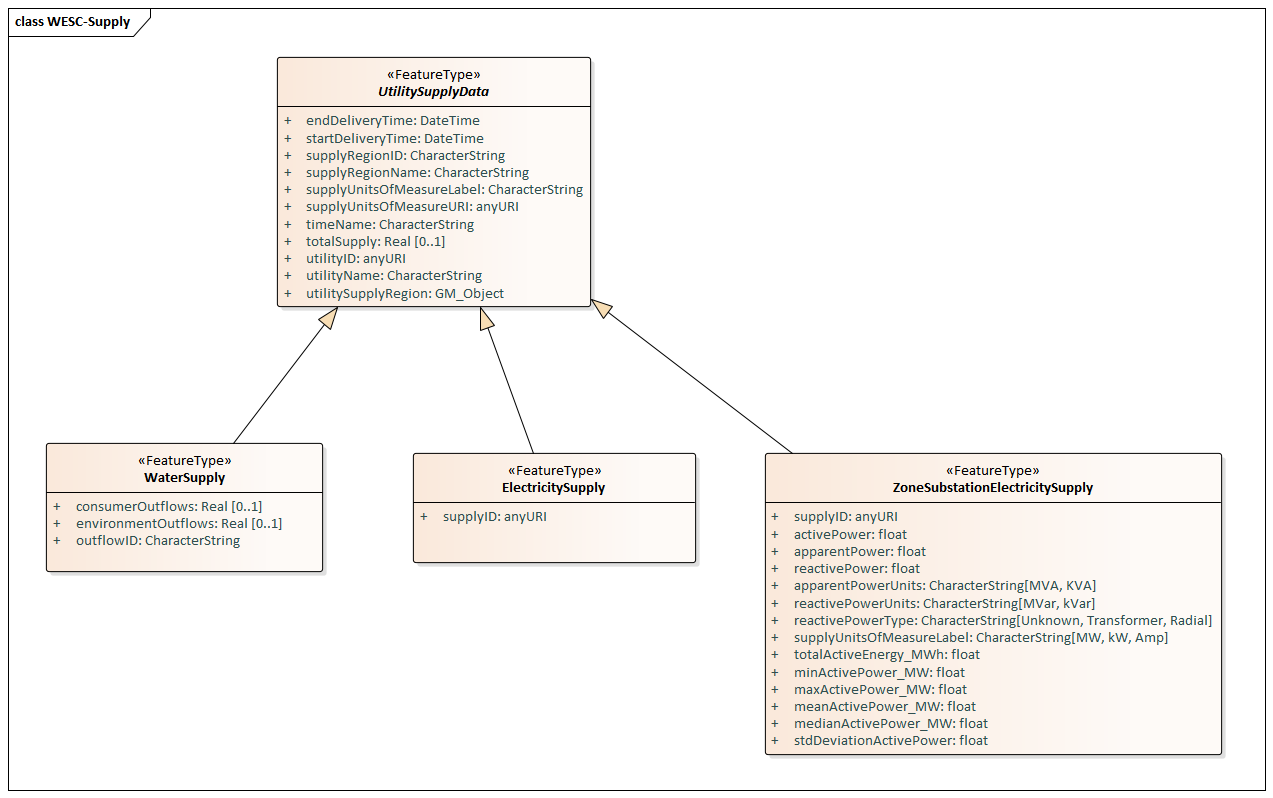 class WESC-Supply
«FeatureType»
UtilitySupplyData
+ endDeliveryTime: DateTime
+ startDeliveryTime: DateTime
+ supplyRegionID: CharacterString
+ supplyRegionName: CharacterString
+ supplyUnitsOfMeasureLabel: CharacterString
+ supplyUnitsOfMeasureURI: anyURI
+ timeName: CharacterString
+ totalSupply: Real [0..1]
+ utilityID: anyURI
+ utilityName: CharacterString
+ utilitySupplyRegion: GM_Object
«FeatureType»
WaterSupply
+ consumerOutflows: Real [0..1]
+ environmentOutflows: Real [0..1]
+ outflowID: CharacterString
«FeatureType»
ElectricitySupply
+ supplyID: anyURI
«FeatureType»
ZoneSubstationElectricitySupply
+ supplyID: anyURI
+ activePower: float
+ apparentPower: float
+ reactivePower: float
+ apparentPowerUnits: CharacterString[MVA, KVA]
+ reactivePowerUnits: CharacterString[MVar, kVar]
+ reactivePowerType: CharacterString[Unknown, Transformer, Radial]
+ supplyUnitsOfMeasureLabel: CharacterString[MW, kW, Amp]
+ totalActiveEnergy_MWh: float
+ minActivePower_MW: float
+ maxActivePower_MW: float
+ meanActivePower_MW: float
+ medianActivePower_MW: float
+ stdDeviationActivePower: float